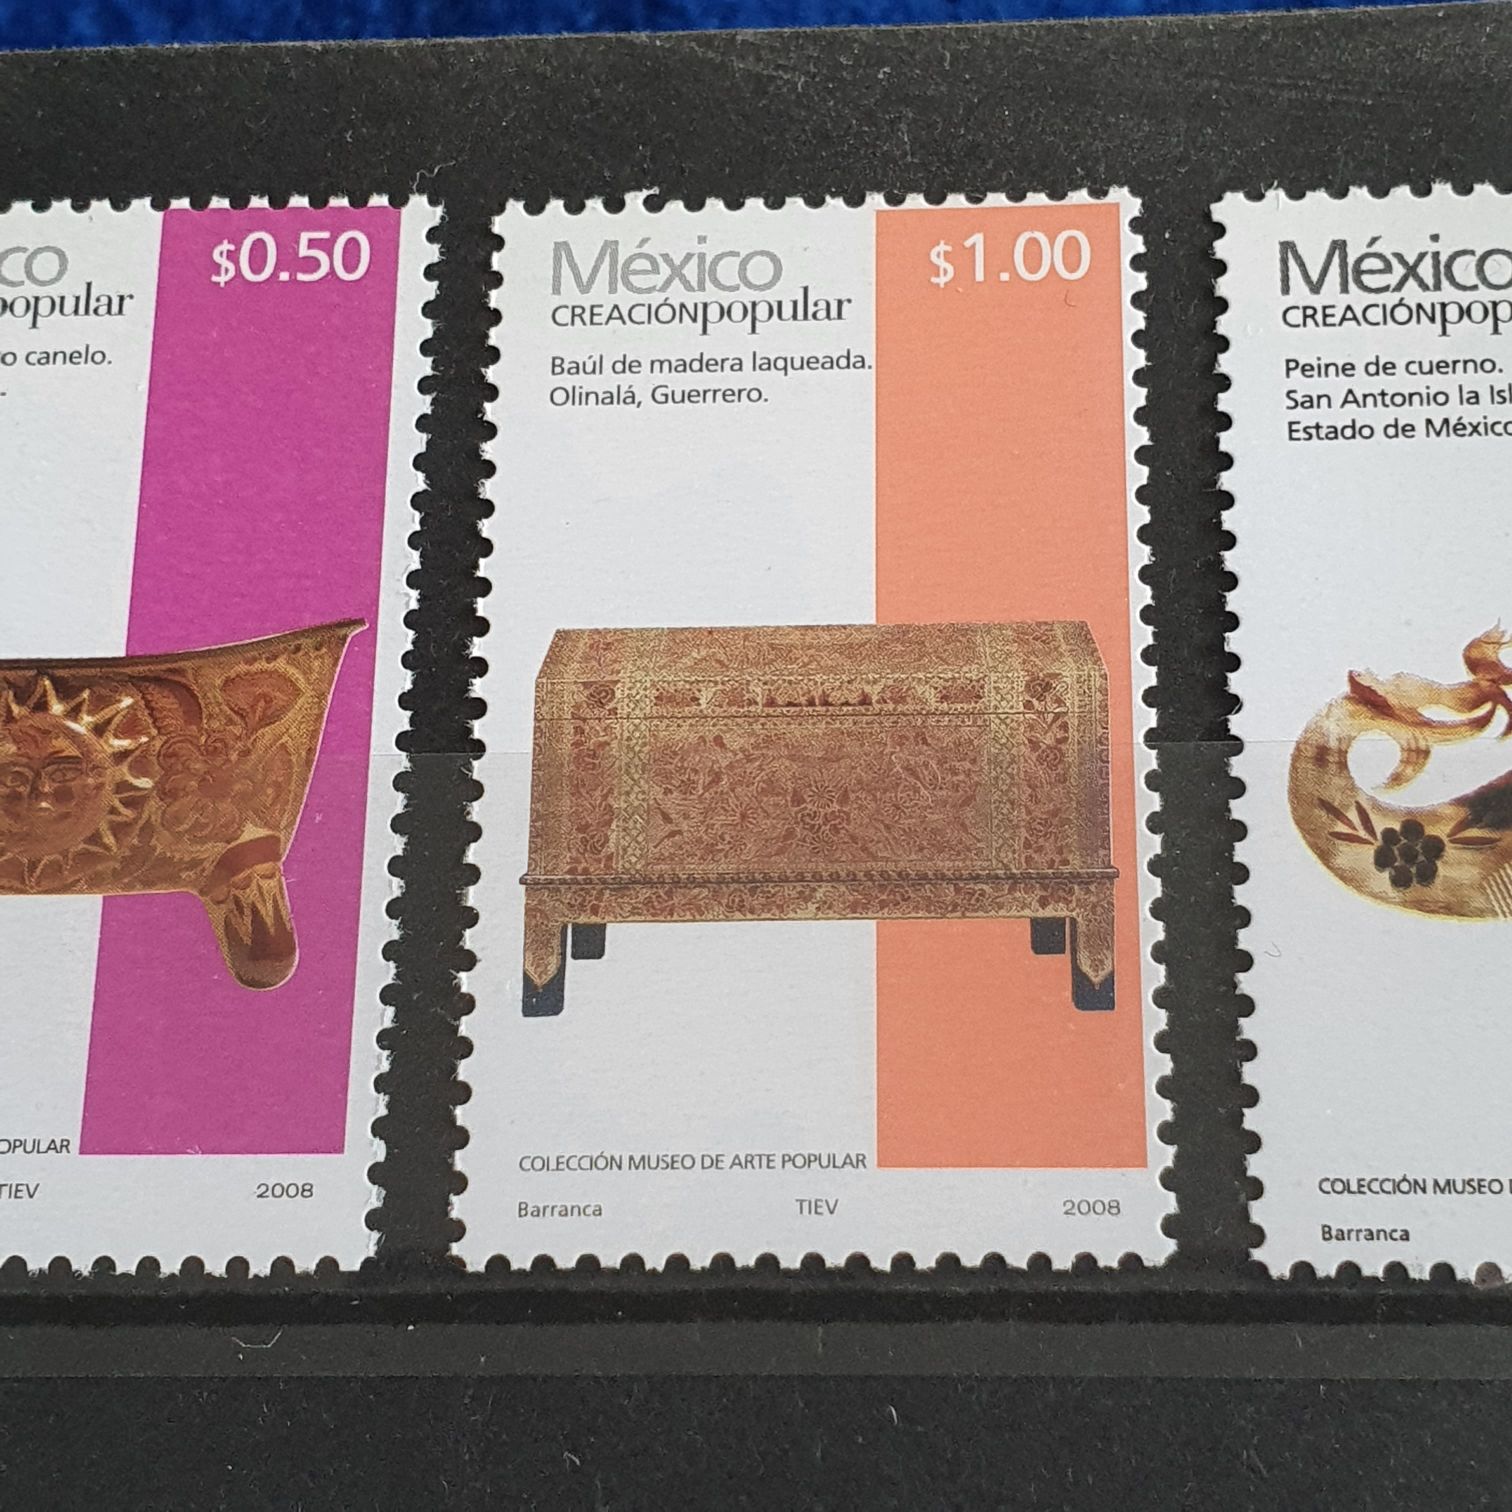 $0.50
popular
canelo.
OPULAR
TIEV 2008
México $1.00
CREACIÓNpopular
Baúl de madera laqueada.
Olinalá, Guerrero.
COLECCIÓN MUSEO DE ARTE POPULAR
Barranca TIEV 2008
México
CREACIÓNpop
Peine de cuerno.
San Antonio la Isl
Estado de México
COLECCIÓN MUSEO
Barranca